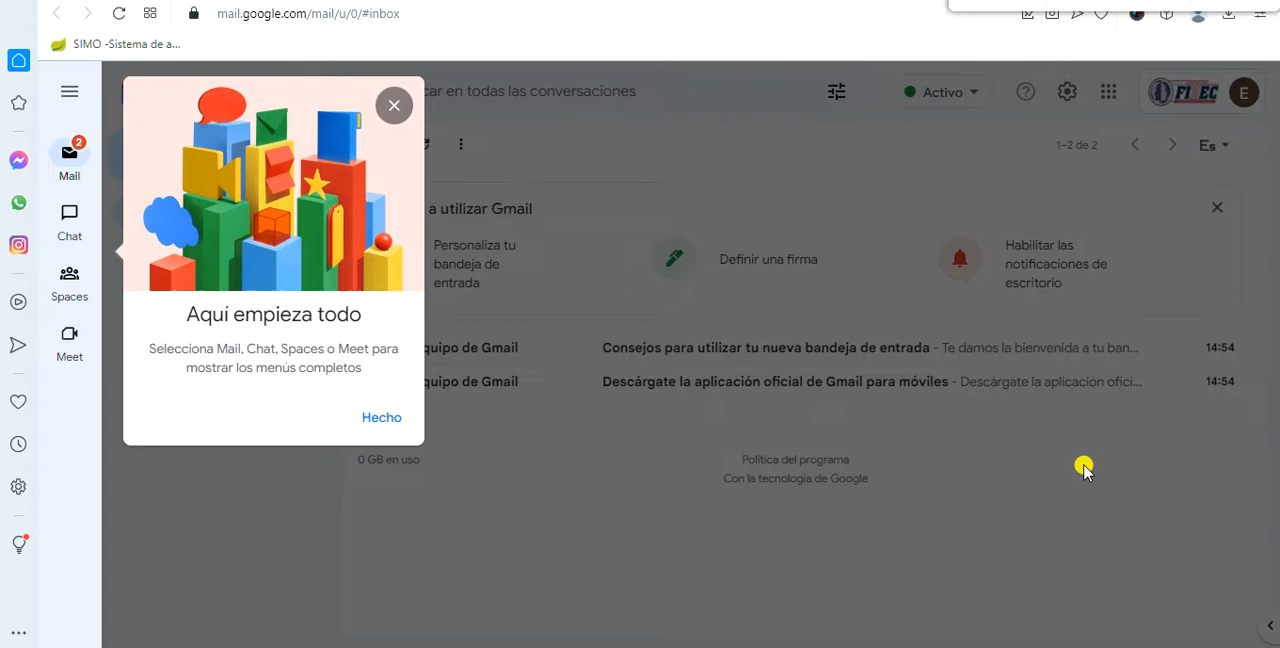 mail.google.com/mail/u/0/#inbox
SIMO -Sistema de a...
car en todas las conversaciones
Activo
FI EC
E
2
Mail
Chat
Spaces
Meet
1–2 de 2
Es
a utilizar Gmail
Personaliza tu
bandeja de
entrada
Definir una firma
Habilitar las
notificaciones de
escritorio
Aquí empieza todo
Selecciona Mail, Chat, Spaces o Meet para
mostrar los menús completos
Hecho
quipo de Gmail Consejos para utilizar tu nueva bandeja de entrada - Te damos la bienvenida a tu ban... 14:54
quipo de Gmail Descárgate la aplicación oficial de Gmail para móviles - Descárgate la aplicación ofici... 14:54
0 GB en uso
Política del programa
Con la tecnología de Google